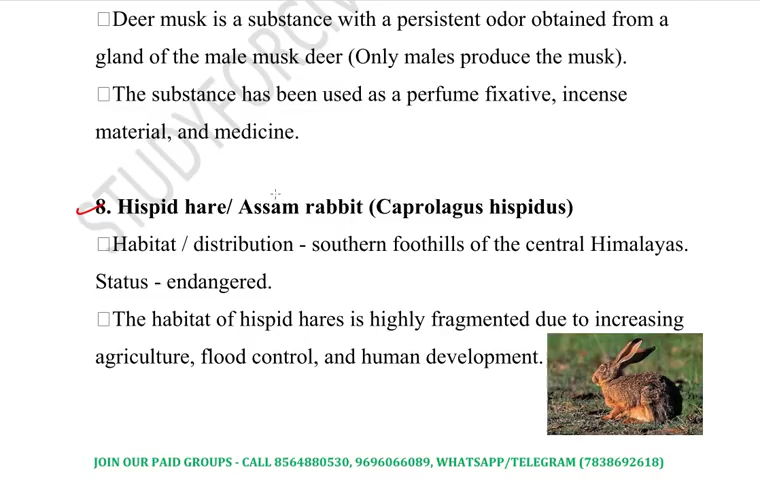 □Deer musk is a substance with a persistent odor obtained from a
gland of the male musk deer (Only males produce the musk).
□The substance has been used as a perfume fixative, incense
material, and medicine.
8. Hispid hare/ Assam rabbit (Caprolagus hispidus)
□Habitat / distribution - southern foothills of the central Himalayas.
Status - endangered.
□The habitat of hispid hares is highly fragmented due to increasing
agriculture, flood control, and human development.
JOIN OUR PAID GROUPS - CALL 8564880530, 9696066089, WHATSAPP/TELEGRAM (7838692618)
STUDYFORCIV